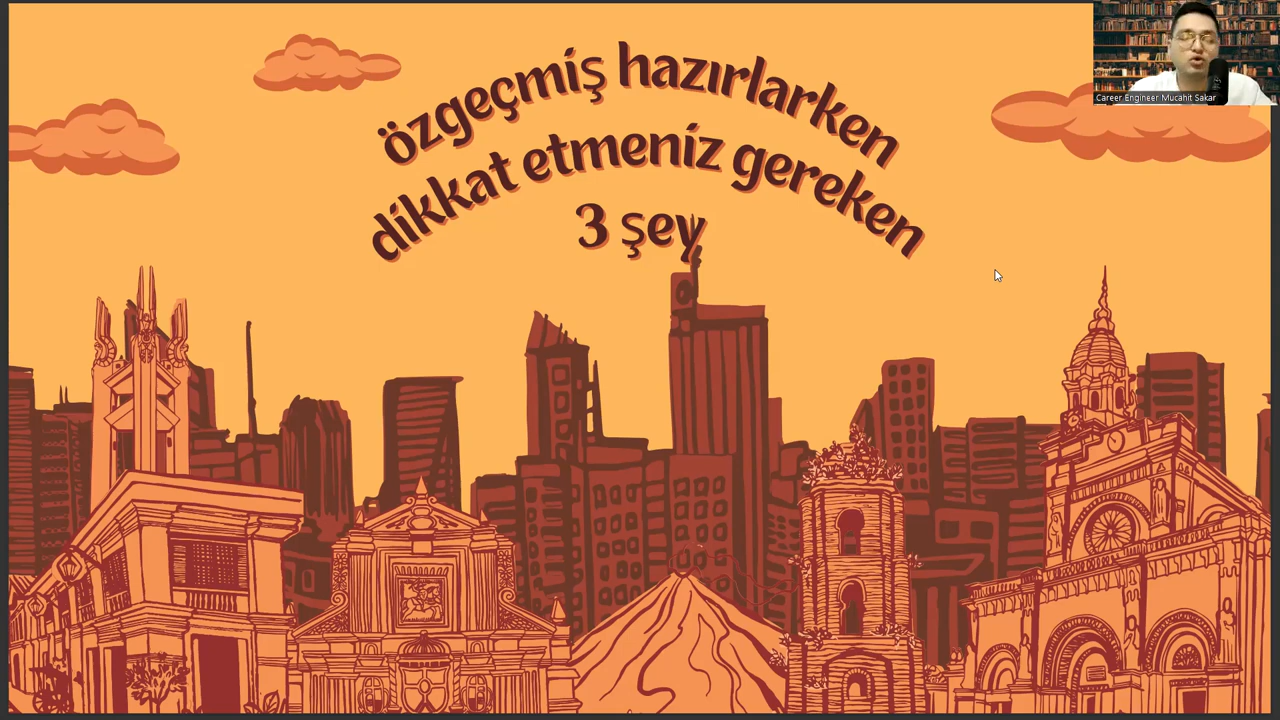 özgeçmiş hazırlarken
dikkat etmeniz gereken
3 şey
Career Engineer Mucahit Sakar